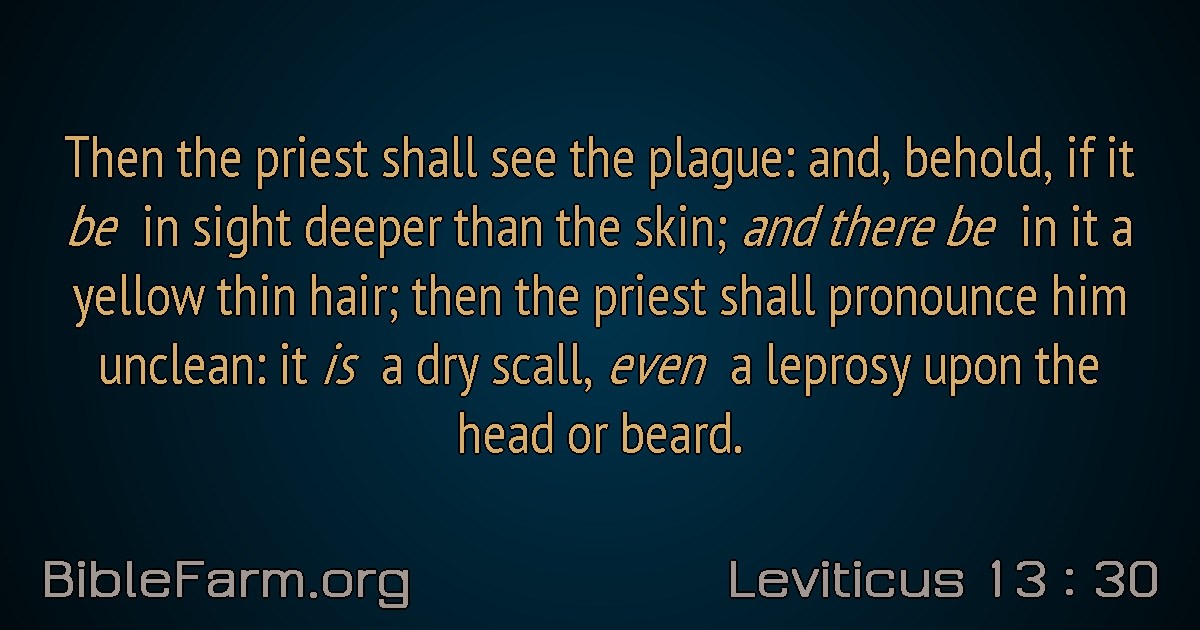 Then the priest shall see the plague: and, behold, if it
be in sight deeper than the skin; and there be in it a
yellow thin hair; then the priest shall pronounce him
unclean: it is a dry scall, even a leprosy upon the
head or beard.
BibleFarm.org
Leviticus 13 : 30